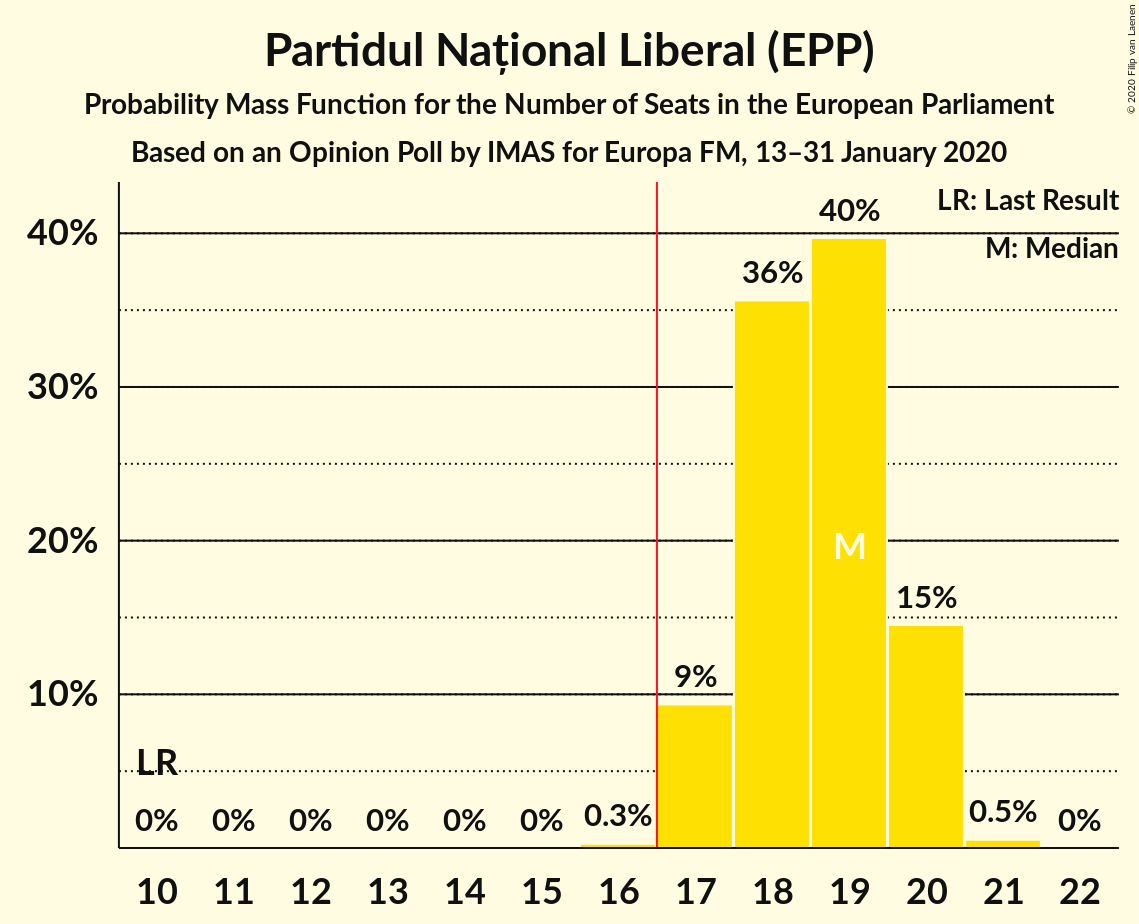 Partidul Național Liberal (EPP)
Probability Mass Function for the Number of Seats in the European Parliament
Based on an Opinion Poll by IMAS for Europa FM, 13–31 January 2020
© 2020 Filip van Laenen
LR: Last Result
M: Median
40%
30%
20%
10%
40%
36%
M
15%
9%
LR
0%
0%
0%
0%
0%
0%
0.3%
0.5%
0%
10 11 12 13 14 15 16 17 18 19 20 21 22